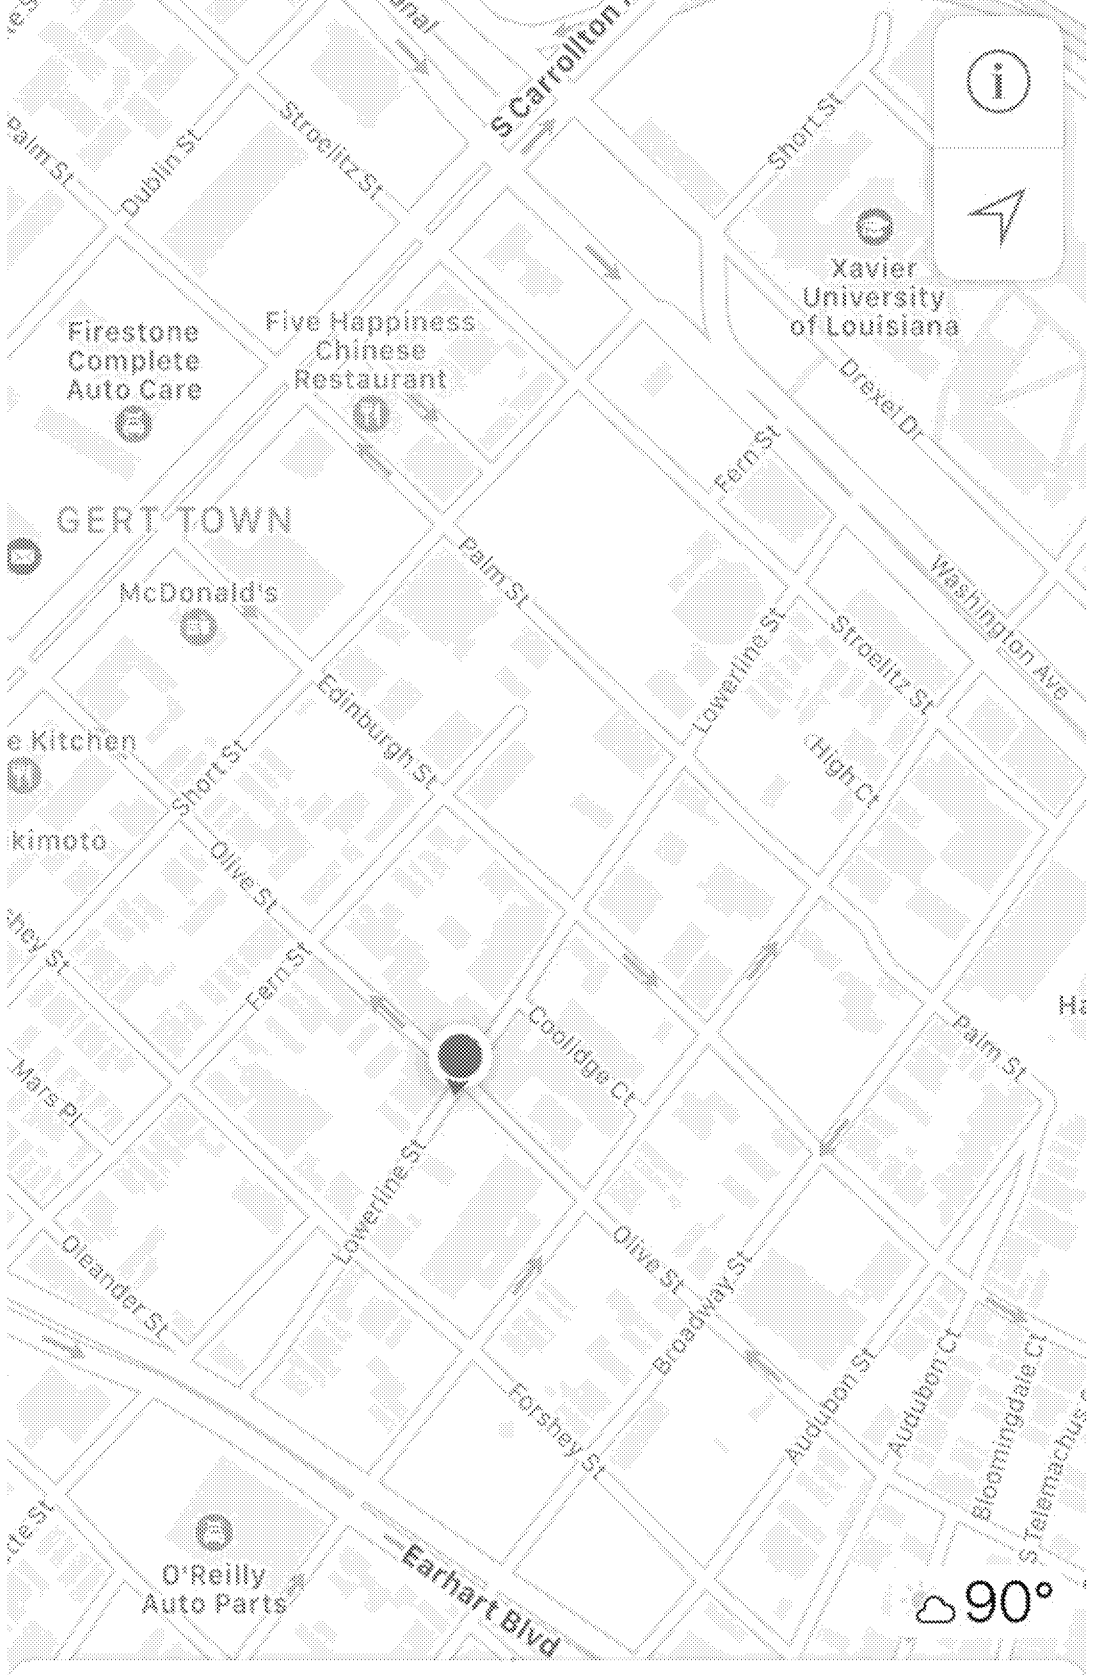 S Carrollton
Stroelitz St
Short St
Palm St
Dublin St
Xavier
University
of Louisiana
Firestone
Complete
Auto Care
Five Happiness
Chinese
Restaurant
Drexel Dr
Fern St
GERT TOWN
Palm St
Washington Ave
McDonald's
Lowerline St
Stroelitz St
Edinburgh St
e Kitchen
Short St
High Ct
kimoto
Olive St
hey St
Fern St
Ha
Coolidge Ct
Palm St
Mars Pl
Lowerline St
Oleander St
Olive St
Broadway St
Audubon St
Audubon Ct
Bloomingdale Ct
S Telemachus
Forshey St
O'Reilly
Auto Parts
Earhart Blvd
90°